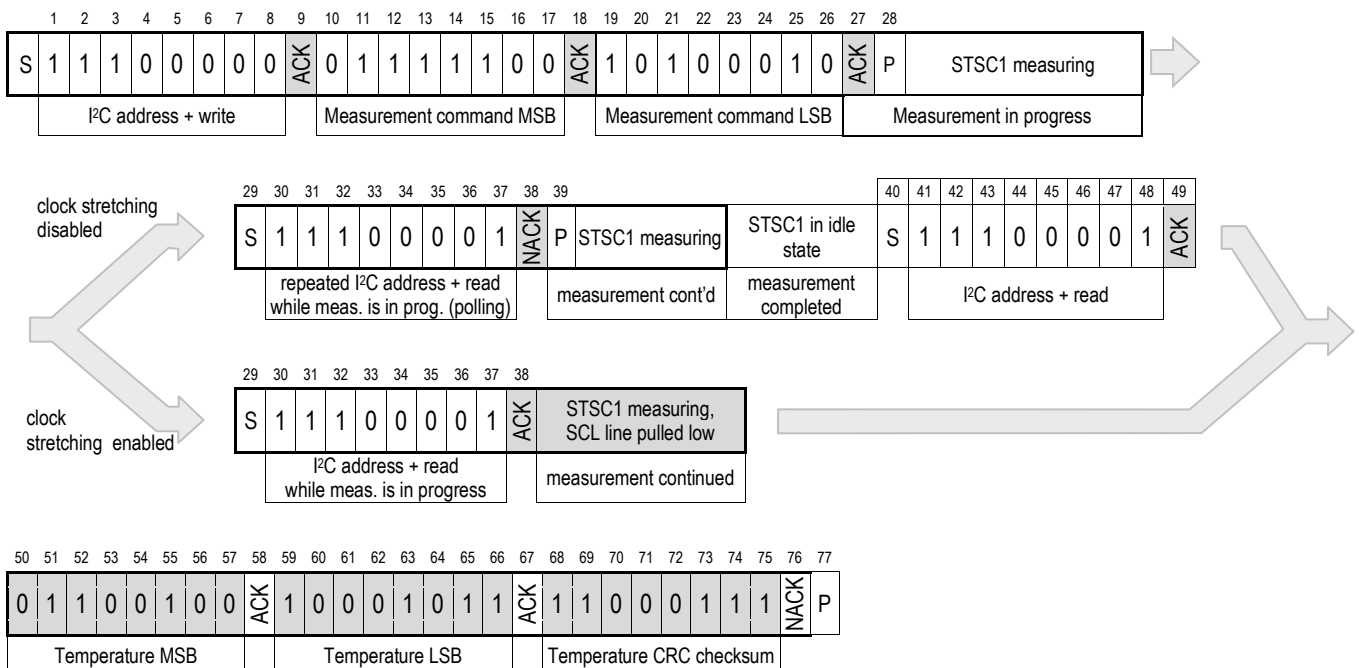 1 2 3 4 5 6 7 8 9 10 11 12 13 14 15 16 17 18 19 20 21 22 23 24 25 26 27 28
S 1 1 1 0 0 0 0 0 ACK 0 1 1 1 1 1 0 0 ACK 1 0 1 0 0 0 1 0 ACK P STSC1 measuring
I²C address + write Measurement command MSB Measurement command LSB Measurement in progress
clock stretching
disabled
29 30 31 32 33 34 35 36 37 38 39 40 41 42 43 44 45 46 47 48 49
S 1 1 1 0 0 0 0 1 NACK P STSC1 measuring STSC1 in idle
state S 1 1 1 0 0 0 0 1 ACK
repeated I²C address + read
while meas. is in prog. (polling)
measurement cont'd
measurement
completed
I²C address + read
clock
stretching enabled
29 30 31 32 33 34 35 36 37 38
S 1 1 1 0 0 0 0 1 ACK STSC1 measuring,
SCL line pulled low
I²C address + read
while meas. is in progress
measurement continued
50 51 52 53 54 55 56 57 58 59 60 61 62 63 64 65 66 67 68 69 70 71 72 73 74 75 76 77
0 1 1 0 0 1 0 0 ACK 1 0 0 0 1 0 1 1 ACK 1 1 0 0 0 1 1 1 NACK P
Temperature MSB Temperature LSB Temperature CRC checksum